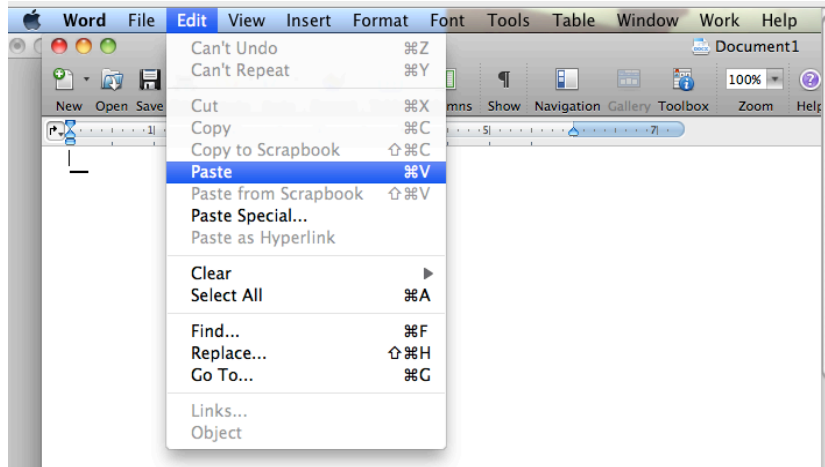 Word File Edit View Insert Format Font Tools Table Window Work Help
Document1
100%
New Open Save mns Show Navigation Gallery Toolbox Zoom Help
1 5 7
Can't Undo ⌘Z
Can't Repeat ⌘Y
Cut ⌘X
Copy ⌘C
Copy to Scrapbook ⇧⌘C
Paste ⌘V
Paste from Scrapbook ⇧⌘V
Paste Special...
Paste as Hyperlink
Clear ▶
Select All ⌘A
Find... ⌘F
Replace... ⇧⌘H
Go To... ⌘G
Links...
Object